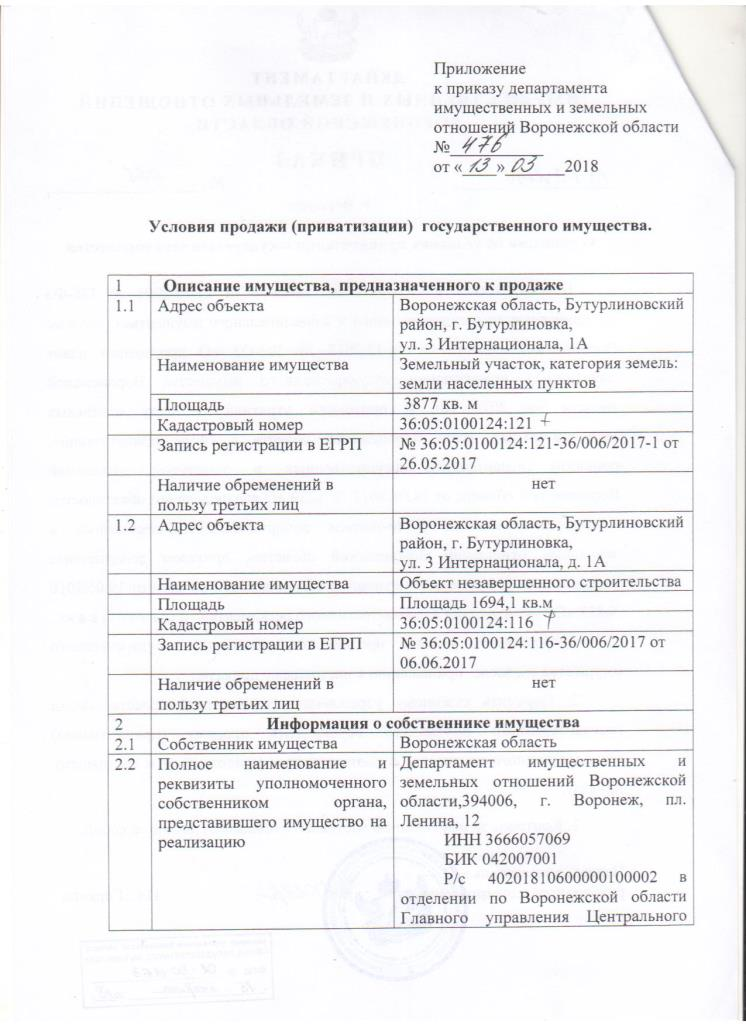 Приложение
к приказу департамента
имущественных и земельных
отношений Воронежской области
№ 476
от « 13 » 03 2018
Условия продажи (приватизации) государственного имущества.
1 Описание имущества, предназначенного к продаже
1.1 Адрес объекта Воронежская область, Бутурлиновский
район, г. Бутурлиновка,
ул. 3 Интернационала, 1А
Наименование имущества Земельный участок, категория земель:
земли населенных пунктов
Площадь 3877 кв. м
Кадастровый номер 36:05:0100124:121
Запись регистрации в ЕГРП № 36:05:0100124:121-36/006/2017-1 от
26.05.2017
Наличие обременений в нет
пользу третьих лиц
1.2 Адрес объекта Воронежская область, Бутурлиновский
район, г. Бутурлиновка,
ул. 3 Интернационала, д. 1А
Наименование имущества Объект незавершенного строительства
Площадь Площадь 1694,1 кв.м
Кадастровый номер 36:05:0100124:116
Запись регистрации в ЕГРП № 36:05:0100124:116-36/006/2017 от
06.06.2017
Наличие обременений в нет
пользу третьих лиц
2 Информация о собственнике имущества
2.1 Собственник имущества Воронежская область
2.2 Полное наименование и Департамент имущественных и
реквизиты уполномоченного земельных отношений Воронежской
собственником органа, области,394006, г. Воронеж, пл.
представившего имущество на Ленина, 12
реализацию ИНН 3666057069
БИК 042007001
Р/с 40201810600000100002 в
отделении по Воронежской области
Главного управления Центрального